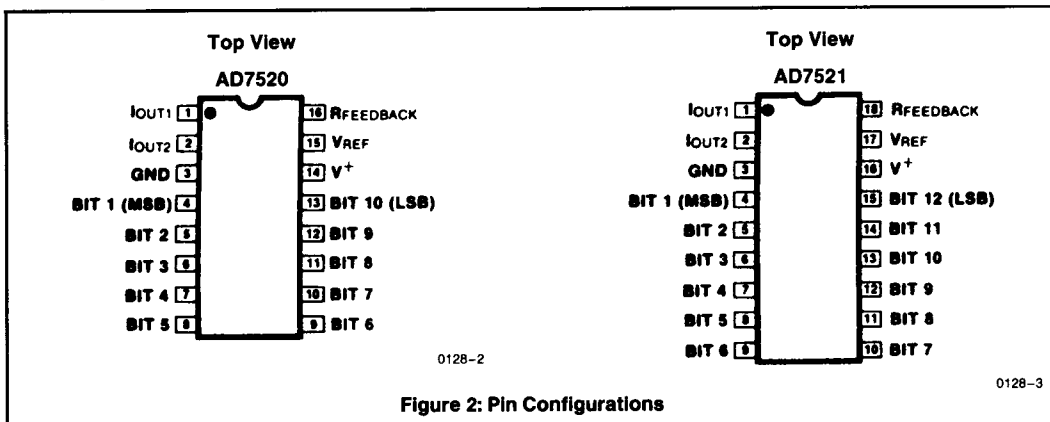 Top View
AD7520
IOUT1 1
16 RFEEDBACK
IOUT2 2
15 VREF
GND 3
14 V+
BIT 1 (MSB) 4
13 BIT 10 (LSB)
BIT 2 5
12 BIT 9
BIT 3 6
11 BIT 8
BIT 4 7
10 BIT 7
BIT 5 8
9 BIT 6
0128–2
Top View
AD7521
IOUT1 1
18 RFEEDBACK
IOUT2 2
17 VREF
GND 3
16 V+
BIT 1 (MSB) 4
15 BIT 12 (LSB)
BIT 2 5
14 BIT 11
BIT 3 6
13 BIT 10
BIT 4 7
12 BIT 9
BIT 5 8
11 BIT 8
BIT 6 9
10 BIT 7
0128–3
Figure 2: Pin Configurations